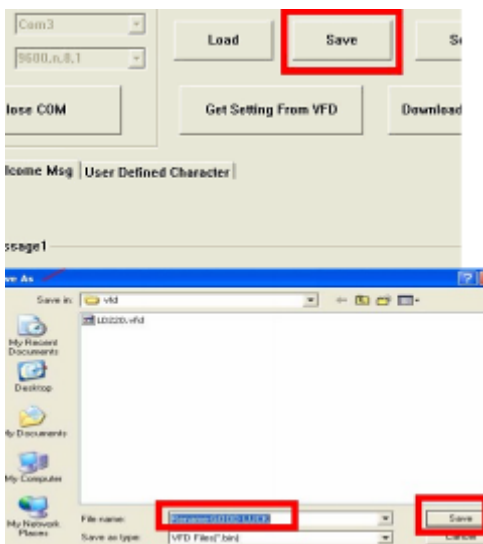 Com3
Load Save Se
9600,n,8,1
lose COM Get Setting From VFD Download
lcome Msg User Defined Character
ssage1
ve As
Save in: vfd
LD220.vfd
My Recent
Documents
Desktop
My Documents
My Computer
My Network
Places
File name:
Save
Save as type: VFD Files(*.bin) Cancel